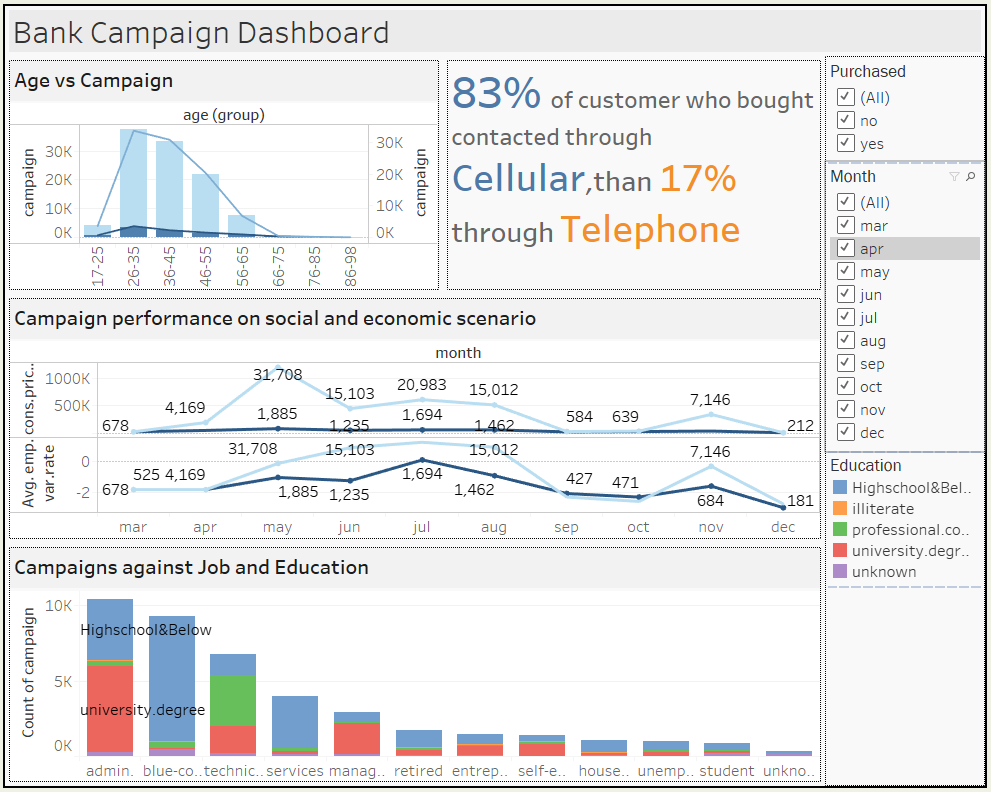 Bank Campaign Dashboard
Age vs Campaign
age (group)
campaign
30K
20K
10K
0K
30K
20K
10K
0K
campaign
17-25
26-35
36-45
46-55
56-65
66-75
76-85
86-98
83% of customer who bought
contacted through
Cellular,than 17%
through Telephone
Campaign performance on social and economic scenario
month
cons.pric..
1000K
500K
678
4,169
31,708
1,885
15,103
1,235
20,983
1,694
15,012
1,462
584
639
7,146
212
Avg. emp.
var.rate
0
-2
678
525
4,169
31,708
1,885
15,103
1,235
1,694
15,012
1,462
427
471
7,146
684
181
mar
apr
may
jun
jul
aug
sep
oct
nov
dec
Campaigns against Job and Education
Count of campaign
10K
5K
0K
Highschool&Below
university.degree
admin.
blue-co..
technic..
services
manag..
retired
entrep..
self-e..
house..
unemp..
student
unkno..
Purchased
(All)
no
yes
Month
(All)
mar
apr
may
jun
jul
aug
sep
oct
nov
dec
Education
Highschool&Bel..
illiterate
professional.co..
university.degr..
unknown